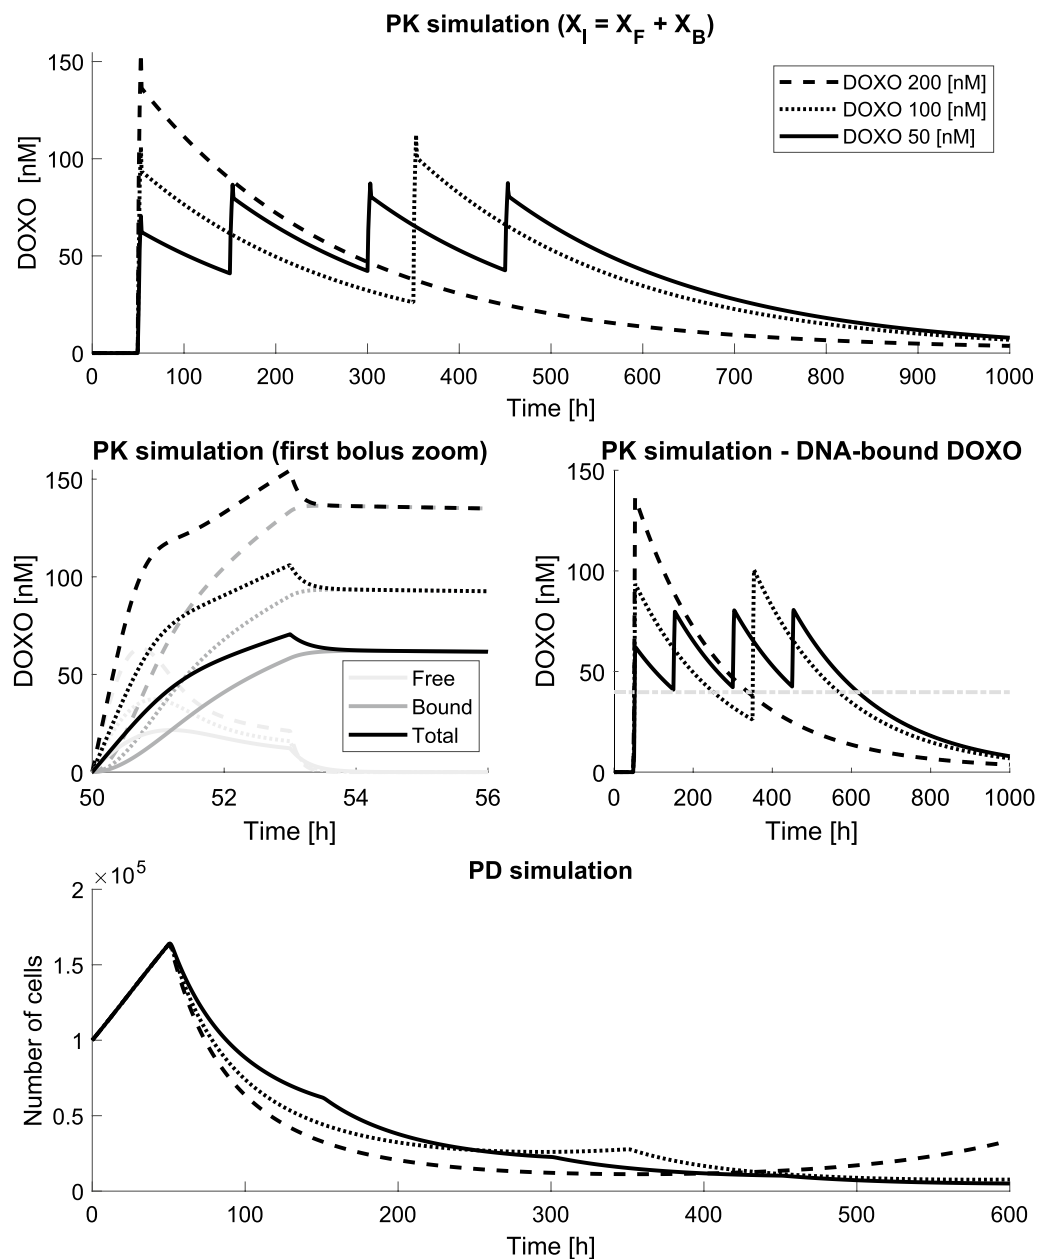 PK simulation (X_I = X_F + X_B)
150
100
50
0
DOXO [nM]
DOXO 200 [nM]
DOXO 100 [nM]
DOXO 50 [nM]
0 100 200 300 400 500 600 700 800 900 1000
Time [h]
PK simulation (first bolus zoom)
150
100
50
0
DOXO [nM]
Free
Bound
Total
50 52 54 56
Time [h]
PK simulation - DNA-bound DOXO
150
100
50
0
DOXO [nM]
0 200 400 600 800 1000
Time [h]
PD simulation
×10^5
2
1.5
1
0.5
0
Number of cells
0 100 200 300 400 500 600
Time [h]